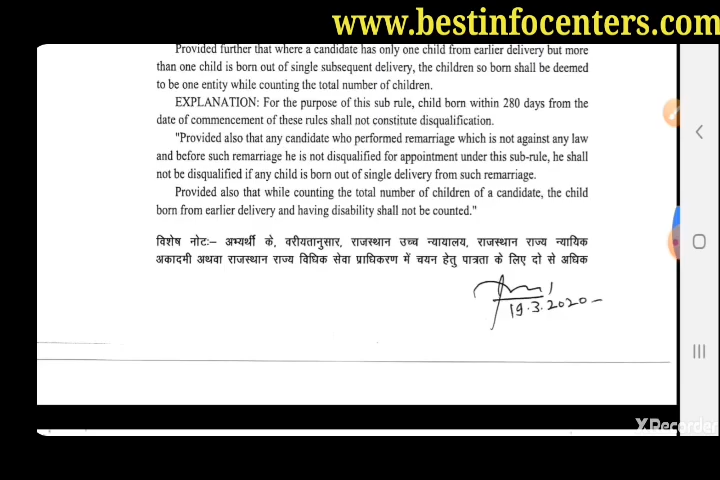 www.bestinfocenters.com
Provided further that where a candidate has only one child from earlier delivery but more
than one child is born out of single subsequent delivery, the children so born shall be deemed
to be one entity while counting the total number of children.
EXPLANATION: For the purpose of this sub rule, child born within 280 days from the
date of commencement of these rules shall not constitute disqualification.
"Provided also that any candidate who performed remarriage which is not against any law
and before such remarriage he is not disqualified for appointment under this sub-rule, he shall
not be disqualified if any child is born out of single delivery from such remarriage.
Provided also that while counting the total number of children of a candidate, the child
born from earlier delivery and having disability shall not be counted."
विशेष नोटः– अभ्यर्थी के, वरीयतानुसार, राजस्थान उच्च न्यायालय, राजस्थान राज्य न्यायिक
अकादमी अथवा राजस्थान राज्य विधिक सेवा प्राधिकरण में चयन हेतु पात्रता के लिए दो से अधिक
19.3.2020
XRecorder